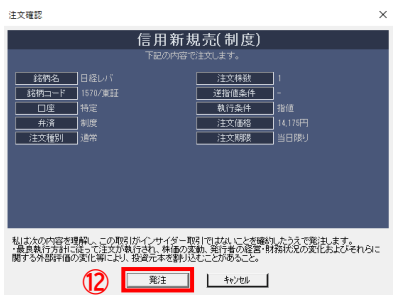 注文確認
信用新規売(制度)
下記の内容で注文します。
銘柄名 日経レバ 注文株数 1
銘柄コード 1570/東証 逆指値条件 -
口座 特定 執行条件 指値
弁済 制度 注文価格 14,175円
注文種別 通常 注文期限 当日限り
私は次の内容を理解し、この取引がインサイダー取引ではないことを確約したうえで発注します。
・最良執行方針に従って注文が執行され、株価の変動、発行者の経営・財務状況の変化およびそれらに
関する外部評価の変化等により、投資元本を割り込むことがあること。
⑫ 発注 キャンセル